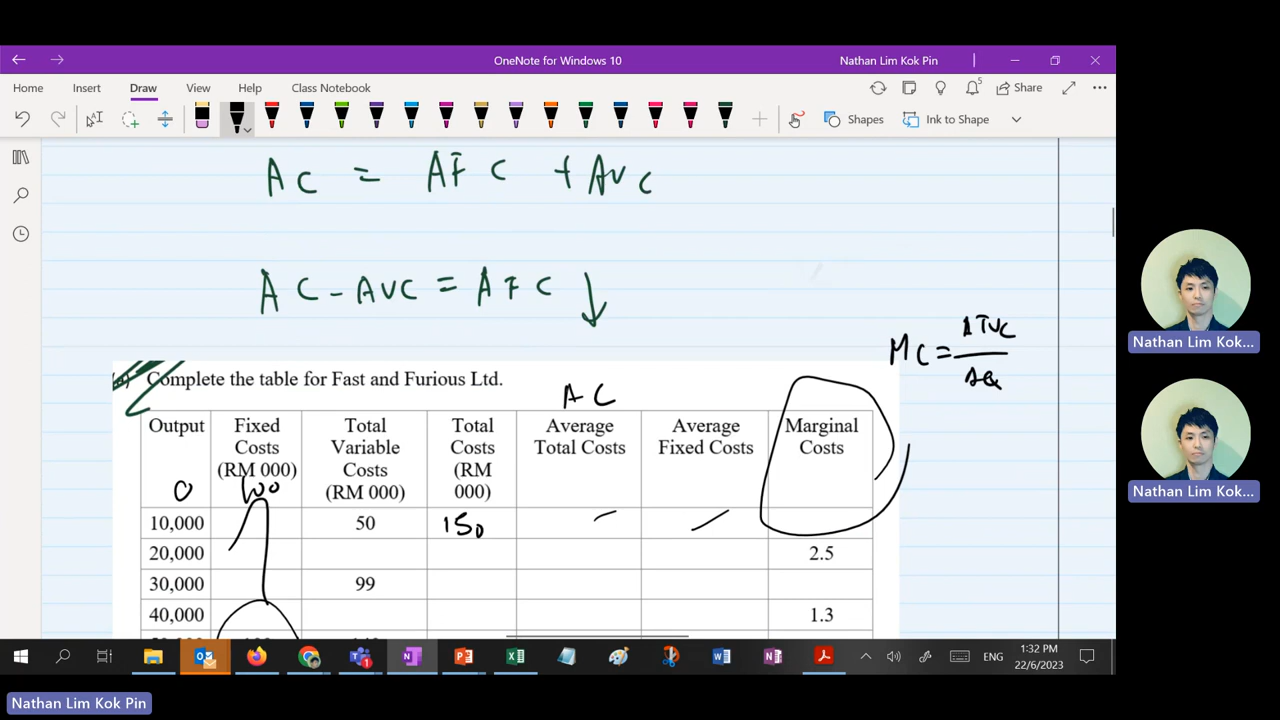 OneNote for Windows 10
Nathan Lim Kok Pin
Home Insert Draw View Help Class Notebook
5
Share
Shapes Ink to Shape
AC = AFC + AVC
AC - AVC = AFC ↓
MC = ΔTVC
ΔQ
Complete the table for Fast and Furious Ltd.
AC
Output Fixed Costs (RM 000) Total Variable Costs (RM 000) Total Costs (RM 000) Average Total Costs Average Fixed Costs Marginal Costs
0 100
10,000 50 150
20,000 2.5
30,000 99
40,000 1.3
Nathan Lim Kok...
Nathan Lim Kok...
ENG
1:32 PM
22/6/2023
Nathan Lim Kok Pin